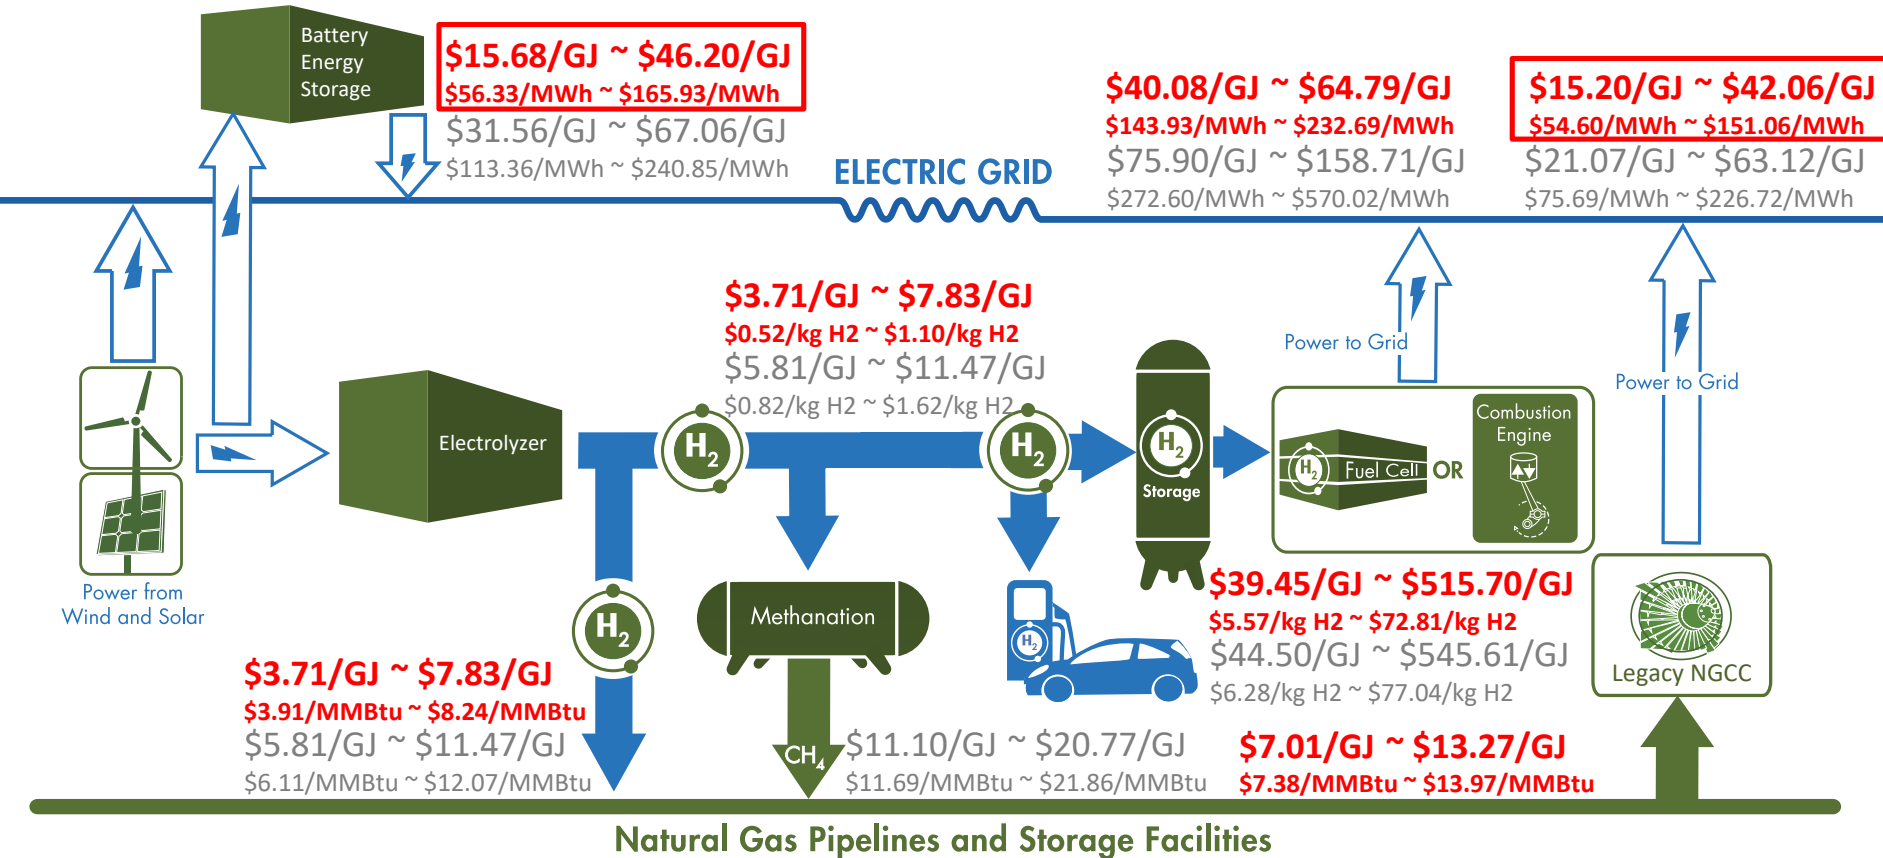 Battery
Energy
Storage
$15.68/GJ ~ $46.20/GJ
$56.33/MWh ~ $165.93/MWh
$31.56/GJ ~ $67.06/GJ
$113.36/MWh ~ $240.85/MWh
ELECTRIC GRID
$40.08/GJ ~ $64.79/GJ
$143.93/MWh ~ $232.69/MWh
$75.90/GJ ~ $158.71/GJ
$272.60/MWh ~ $570.02/MWh
$15.20/GJ ~ $42.06/GJ
$54.60/MWh ~ $151.06/MWh
$21.07/GJ ~ $63.12/GJ
$75.69/MWh ~ $226.72/MWh
$3.71/GJ ~ $7.83/GJ
$0.52/kg H2 ~ $1.10/kg H2
$5.81/GJ ~ $11.47/GJ
$0.82/kg H2 ~ $1.62/kg H2
Power to Grid
Power to Grid
Electrolyzer
H₂
H₂
H₂
Storage
H₂
Fuel Cell
OR
Combustion
Engine
Power from
Wind and Solar
H₂
Methanation
H₂
$39.45/GJ ~ $515.70/GJ
$5.57/kg H2 ~ $72.81/kg H2
$44.50/GJ ~ $545.61/GJ
$6.28/kg H2 ~ $77.04/kg H2
Legacy NGCC
$3.71/GJ ~ $7.83/GJ
$3.91/MMBtu ~ $8.24/MMBtu
$5.81/GJ ~ $11.47/GJ
$6.11/MMBtu ~ $12.07/MMBtu
CH₄
$11.10/GJ ~ $20.77/GJ
$11.69/MMBtu ~ $21.86/MMBtu
$7.01/GJ ~ $13.27/GJ
$7.38/MMBtu ~ $13.97/MMBtu
Natural Gas Pipelines and Storage Facilities